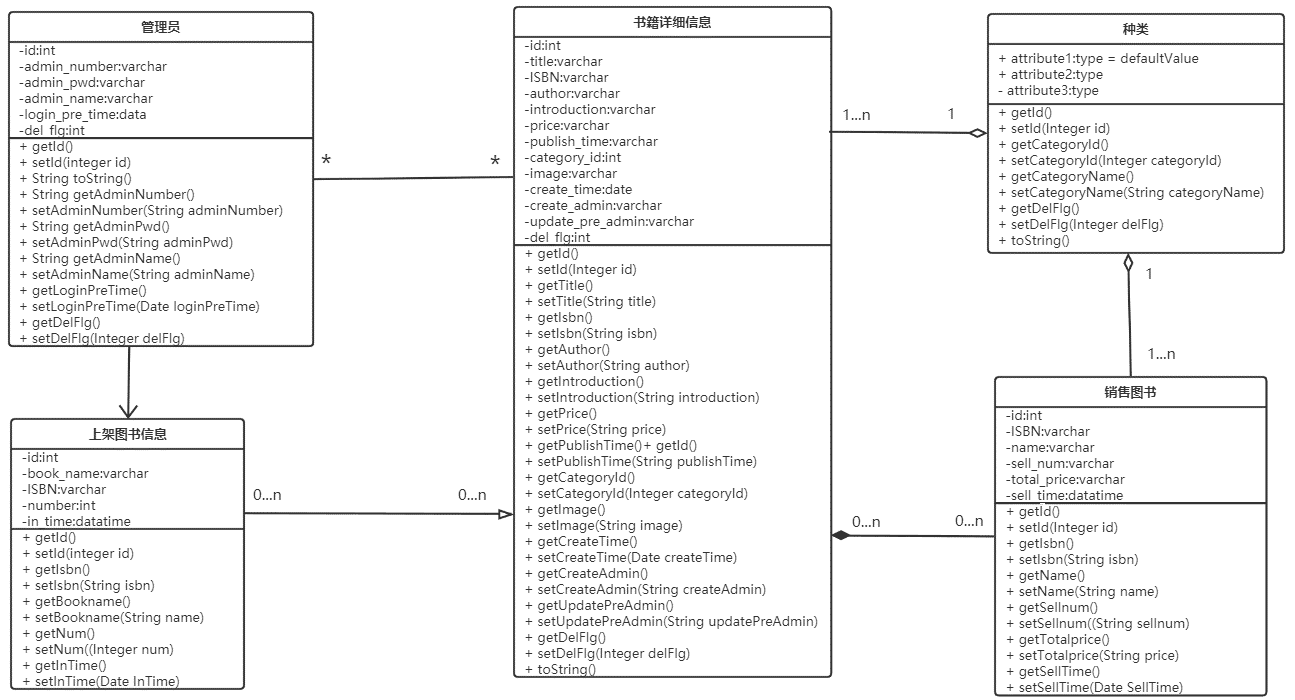 管理员
-id:int
-admin_number:varchar
-admin_pwd:varchar
-admin_name:varchar
-login_pre_time:data
-del_flg:int
+ getId()
+ setId(integer id)
+ String toString()
+ String getAdminNumber()
+ setAdminNumber(String adminNumber)
+ String getAdminPwd()
+ setAdminPwd(String adminPwd)
+ String getAdminName()
+ setAdminName(String adminName)
+ getLoginPreTime()
+ setLoginPreTime(Date loginPreTime)
+ getDelFlg()
+ setDelFlg(Integer delFlg)
*
*
书籍详细信息
-id:int
-title:varchar
-ISBN:varchar
-author:varchar
-introduction:varchar
-price:varchar
-publish_time:varchar
-category_id:int
-image:varchar
-create_time:date
-create_admin:varchar
-update_pre_admin:varchar
-del_flg:int
+ getId()
+ setId(Integer id)
+ getTitle()
+ setTitle(String title)
+ getIsbn()
+ setIsbn(String isbn)
+ getAuthor()
+ setAuthor(String author)
+ getIntroduction()
+ setIntroduction(String introduction)
+ getPrice()
+ setPrice(String price)
+ getPublishTime()+ getId()
+ setPublishTime(String publishTime)
+ getCategoryId()
+ setCategoryId(Integer categoryId)
+ getImage()
+ setImage(String image)
+ getCreateTime()
+ setCreateTime(Date createTime)
+ getCreateAdmin()
+ setCreateAdmin(String createAdmin)
+ getUpdatePreAdmin()
+ setUpdatePreAdmin(String updatePreAdmin)
+ getDelFlg()
+ setDelFlg(Integer delFlg)
+ toString()
1...n
1
种类
+ attribute1:type = defaultValue
+ attribute2:type
- attribute3:type
+ getId()
+ setId(Integer id)
+ getCategoryId()
+ setCategoryId(Integer categoryId)
+ getCategoryName()
+ setCategoryName(String categoryName)
+ getDelFlg()
+ setDelFlg(Integer delFlg)
+ toString()
1
1...n
上架图书信息
-id:int
-book_name:varchar
-ISBN:varchar
-number:int
-in_time:datatime
+ getId()
+ setId(integer id)
+ getIsbn()
+ setIsbn(String isbn)
+ getBookname()
+ setBookname(String name)
+ getNum()
+ setNum((Integer num)
+ getInTime()
+ setInTime(Date InTime)
0...n
0...n
0...n
0...n
销售图书
-id:int
-ISBN:varchar
-name:varchar
-sell_num:varchar
-total_price:varchar
-sell_time:datatime
+ getId()
+ setId(Integer id)
+ getIsbn()
+ setIsbn(String isbn)
+ getName()
+ setName(String name)
+ getSellnum()
+ setSellnum((String sellnum)
+ getTotalprice()
+ setTotalprice(String price)
+ getSellTime()
+ setSellTime(Date SellTime)